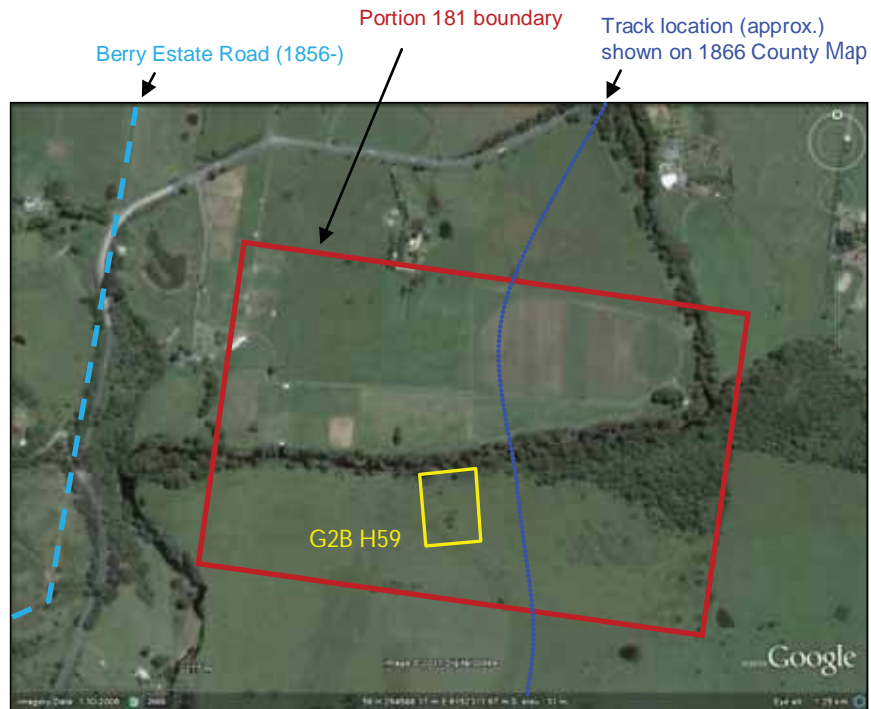 Portion 181 boundary
Track location (approx.)
shown on 1866 County Map
Berry Estate Road (1856-)
G2B H59
Google